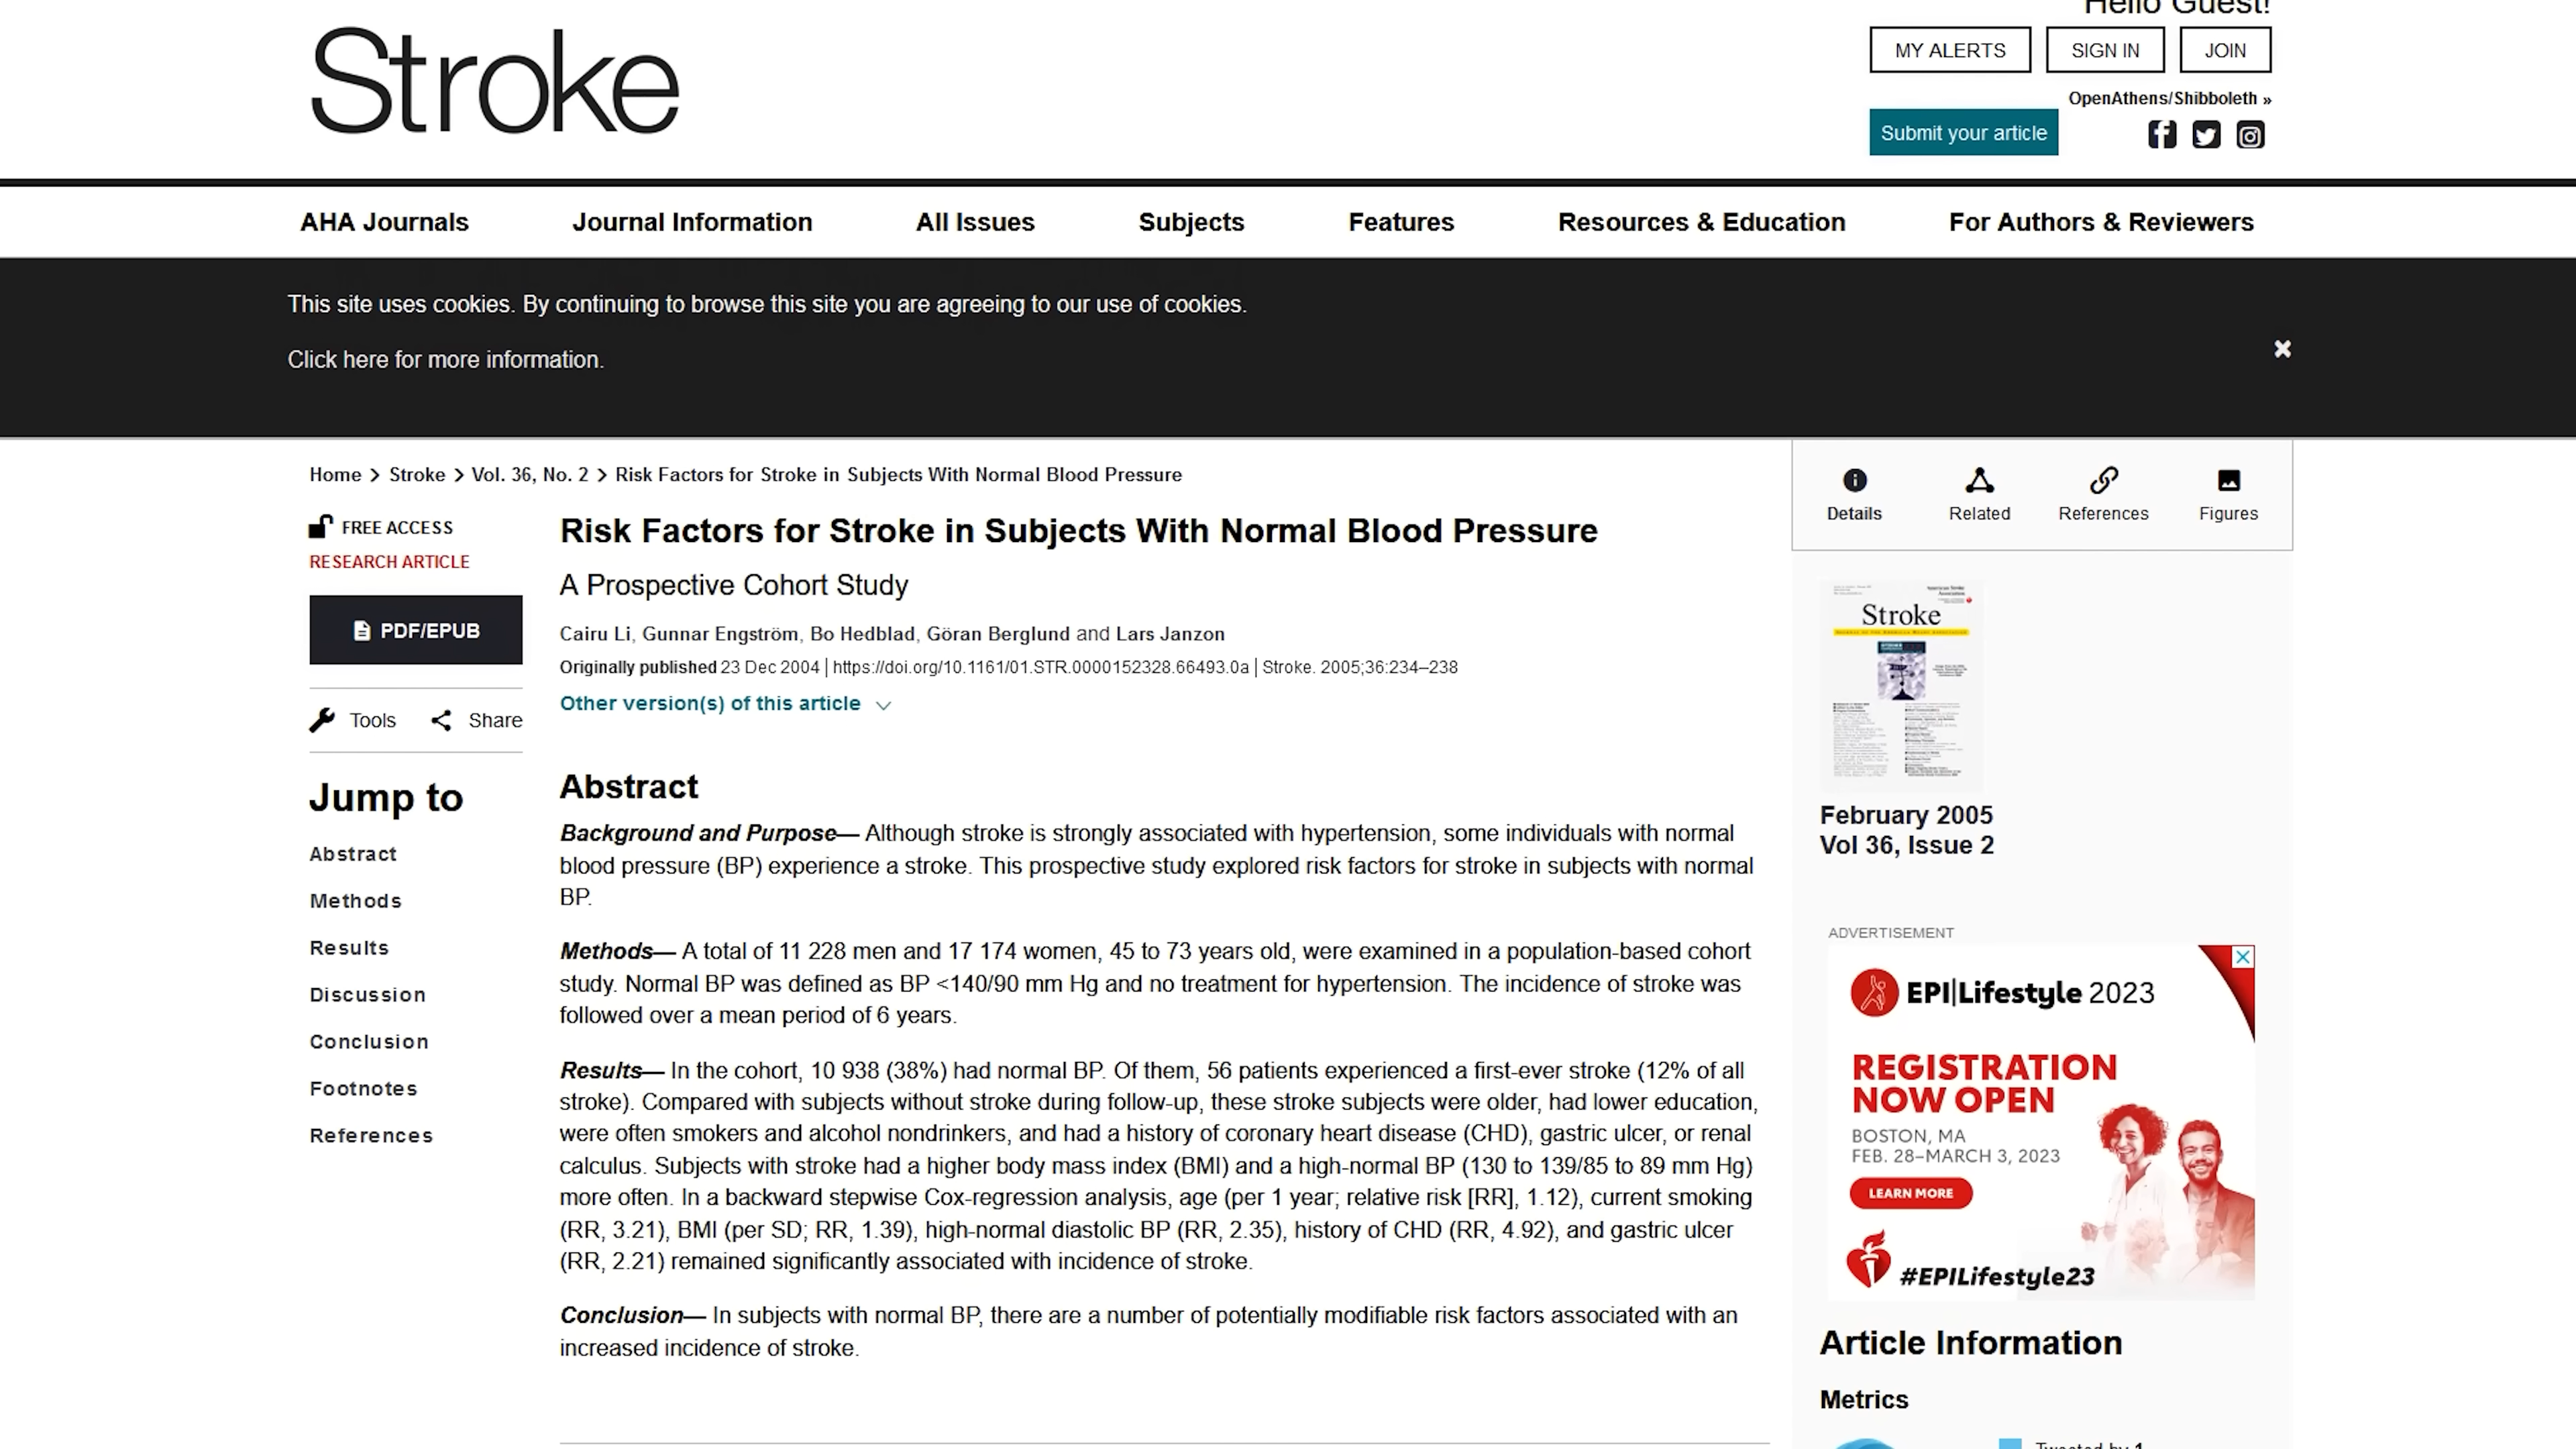 Hello Guest!
Stroke
MY ALERTS
SIGN IN
JOIN
OpenAthens/Shibboleth »
Submit your article
AHA Journals
Journal Information
All Issues
Subjects
Features
Resources & Education
For Authors & Reviewers
This site uses cookies. By continuing to browse this site you are agreeing to our use of cookies.
Click here for more information.
Home > Stroke > Vol. 36, No. 2 > Risk Factors for Stroke in Subjects With Normal Blood Pressure
FREE ACCESS
RESEARCH ARTICLE
PDF/EPUB
Tools
Share
Jump to
Abstract
Methods
Results
Discussion
Conclusion
Footnotes
References
Risk Factors for Stroke in Subjects With Normal Blood Pressure
A Prospective Cohort Study
Cairu Li, Gunnar Engström, Bo Hedblad, Göran Berglund and Lars Janzon
Originally published 23 Dec 2004 | https://doi.org/10.1161/01.STR.0000152328.66493.0a | Stroke. 2005;36:234–238
Other version(s) of this article
Abstract
Background and Purpose— Although stroke is strongly associated with hypertension, some individuals with normal
blood pressure (BP) experience a stroke. This prospective study explored risk factors for stroke in subjects with normal
BP.
Methods— A total of 11 228 men and 17 174 women, 45 to 73 years old, were examined in a population-based cohort
study. Normal BP was defined as BP <140/90 mm Hg and no treatment for hypertension. The incidence of stroke was
followed over a mean period of 6 years.
Results— In the cohort, 10 938 (38%) had normal BP. Of them, 56 patients experienced a first-ever stroke (12% of all
stroke). Compared with subjects without stroke during follow-up, these stroke subjects were older, had lower education,
were often smokers and alcohol nondrinkers, and had a history of coronary heart disease (CHD), gastric ulcer, or renal
calculus. Subjects with stroke had a higher body mass index (BMI) and a high-normal BP (130 to 139/85 to 89 mm Hg)
more often. In a backward stepwise Cox-regression analysis, age (per 1 year; relative risk [RR], 1.12), current smoking
(RR, 3.21), BMI (per SD; RR, 1.39), high-normal diastolic BP (RR, 2.35), history of CHD (RR, 4.92), and gastric ulcer
(RR, 2.21) remained significantly associated with incidence of stroke.
Conclusion— In subjects with normal BP, there are a number of potentially modifiable risk factors associated with an
increased incidence of stroke.
Details
Related
References
Figures
Stroke
February 2005
Vol 36, Issue 2
ADVERTISEMENT
EPI|Lifestyle 2023
REGISTRATION
NOW OPEN
BOSTON, MA
FEB. 28–MARCH 3, 2023
LEARN MORE
#EPILifestyle23
Article Information
Metrics
Tweeted by 1